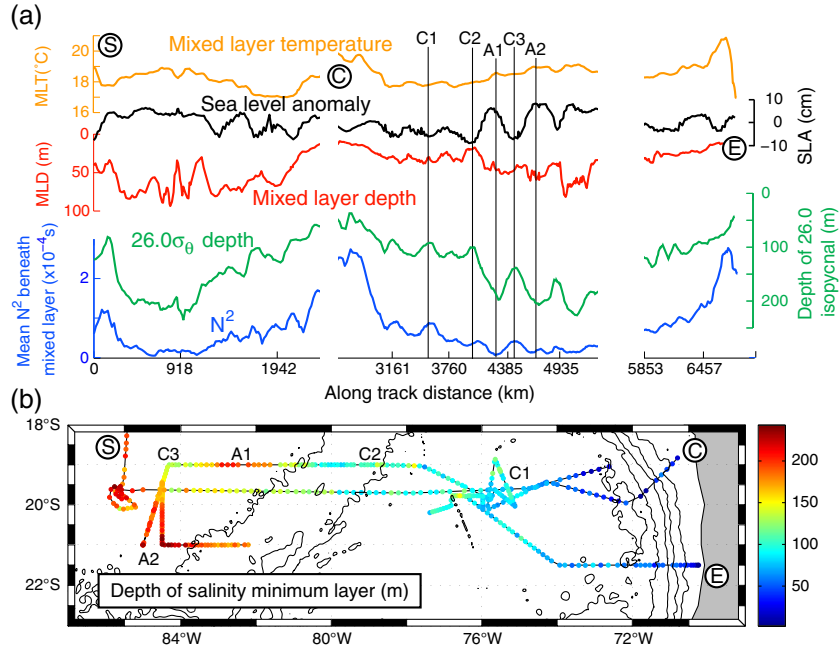 (a)
S
Mixed layer temperature
C
C1 C2 A1 C3 A2
MLT(°C)
20
18
16
Sea level anomaly
10
0
−10
SLA (cm)
E
MLD (m)
0
50
100
Mixed layer depth
26.0σθ depth
0
100
200
Depth of 26.0
isopycnal (m)
Mean N² beneath
mixed layer (x10⁻⁴s)
2
0
N²
0 918 1942 3161 3760 4385 4935 5853 6457
Along track distance (km)
(b)
18°S
20°S
22°S
S
C3 A1 C2 C1
C
A2
E
Depth of salinity minimum layer (m)
84°W 80°W 76°W 72°W
200
150
100
50